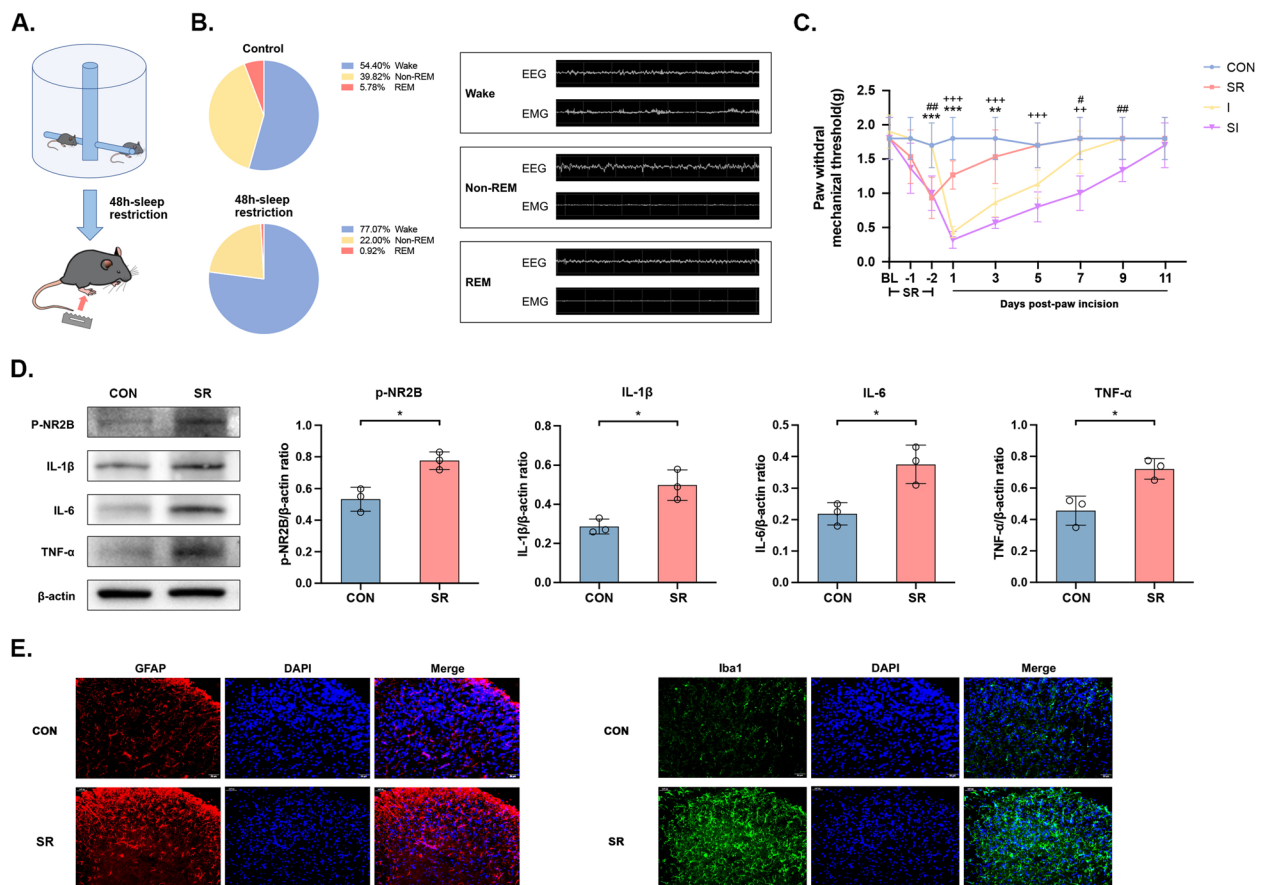 A.
48h-sleep
restriction
B.
Control
54.40% Wake
39.82% Non-REM
5.78% REM
48h-sleep
restriction
77.07% Wake
22.00% Non-REM
0.92% REM
Wake
EEG
EMG
Non-REM
EEG
EMG
REM
EEG
EMG
C.
CON
SR
I
SI
Paw withdral
mechanizal threshold(g)
2.5
2.0
1.5
1.0
0.5
0.0
##
***
+++
***
+++
**
+++
#
++
##
BL -1 -2 1 3 5 7 9 11
SR
Days post-paw incision
D.
CON SR
P-NR2B
IL-1β
IL-6
TNF-α
β-actin
p-NR2B
*
p-NR2B/β-actin ratio
1.0
0.8
0.6
0.4
0.2
0.0
CON SR
IL-1β
*
IL-1β/β-actin ratio
0.8
0.6
0.4
0.2
0.0
CON SR
IL-6
*
IL-6/β-actin ratio
0.5
0.4
0.3
0.2
0.1
0.0
CON SR
TNF-α
*
TNF-α/β-actin ratio
1.0
0.8
0.6
0.4
0.2
0.0
CON SR
E.
GFAP DAPI Merge
CON
SR
Iba1 DAPI Merge
CON
SR